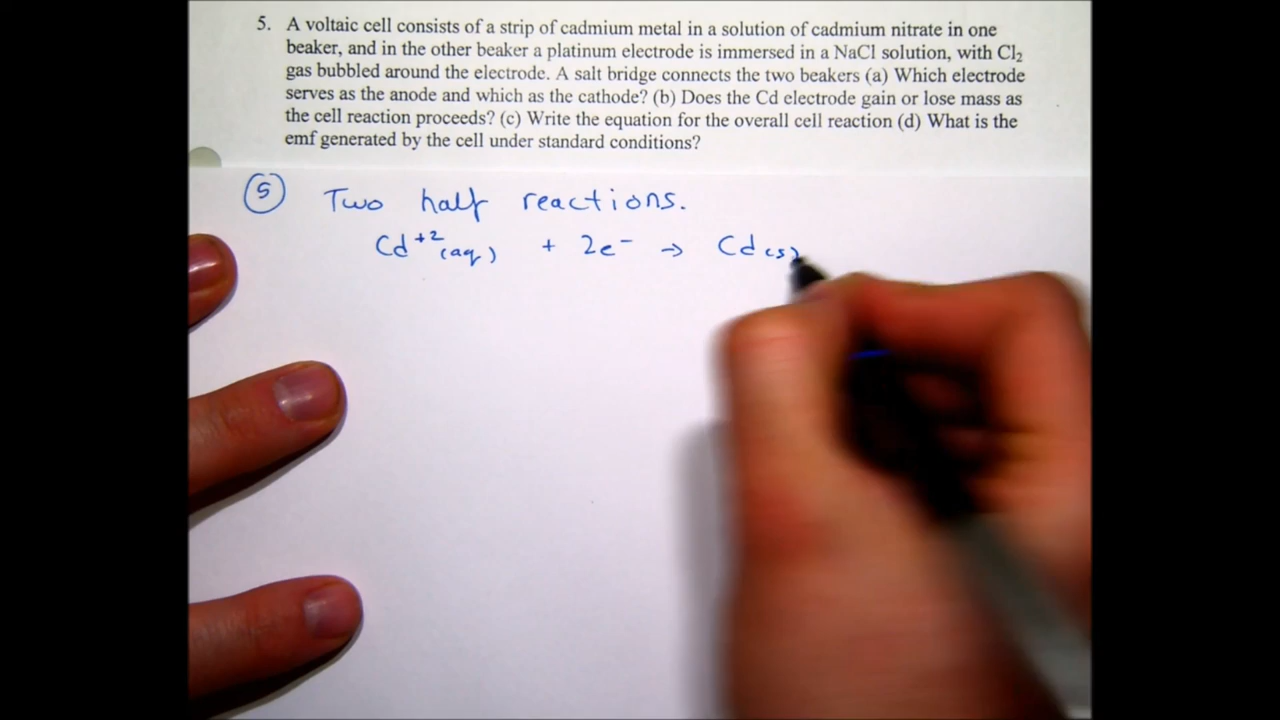 5. A voltaic cell consists of a strip of cadmium metal in a solution of cadmium nitrate in one
beaker, and in the other beaker a platinum electrode is immersed in a NaCl solution, with Cl₂
gas bubbled around the electrode. A salt bridge connects the two beakers (a) Which electrode
serves as the anode and which as the cathode? (b) Does the Cd electrode gain or lose mass as
the cell reaction proceeds? (c) Write the equation for the overall cell reaction (d) What is the
emf generated by the cell under standard conditions?
⑤ Two half reactions.
Cd⁺²(aq) + 2e⁻ → Cd(s)